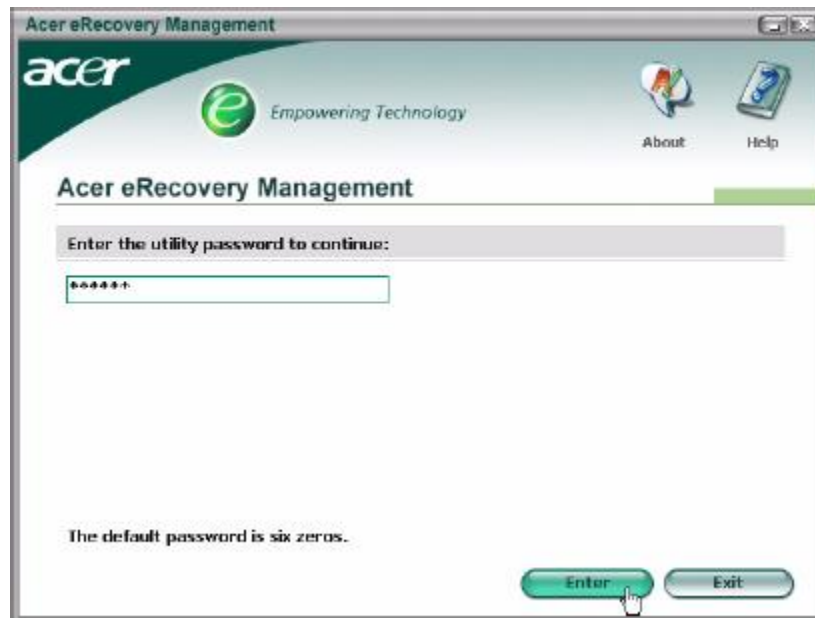 Acer eRecovery Management
acer
e Empowering Technology
About Help
Acer eRecovery Management
Enter the utility password to continue:
******
The default password is six zeros.
Enter Exit